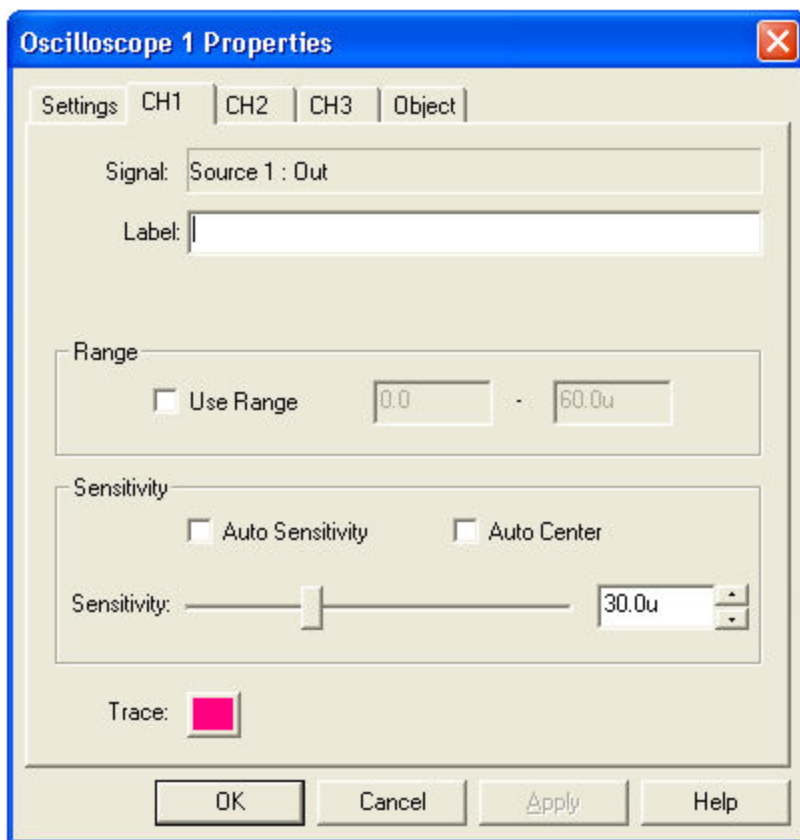 Oscilloscope 1 Properties
Settings CH1 CH2 CH3 Object
Signal: Source 1 : Out
Label:
Range
Use Range 0.0 - 60.0u
Sensitivity
Auto Sensitivity Auto Center
Sensitivity: 30.0u
Trace:
OK Cancel Apply Help